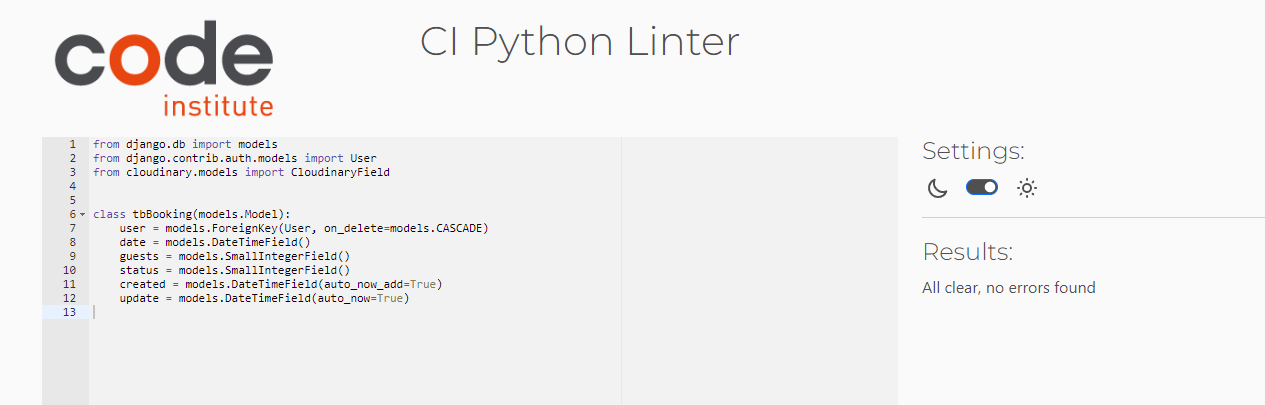 code
institute
CI Python Linter
1 from django.db import models
2 from django.contrib.auth.models import User
3 from cloudinary.models import CloudinaryField
4
5
6 class tbBooking(models.Model):
7     user = models.ForeignKey(User, on_delete=models.CASCADE)
8     date = models.DateTimeField()
9     guests = models.SmallIntegerField()
10     status = models.SmallIntegerField()
11     created = models.DateTimeField(auto_now_add=True)
12     update = models.DateTimeField(auto_now=True)
13
Settings:
Results:
All clear, no errors found